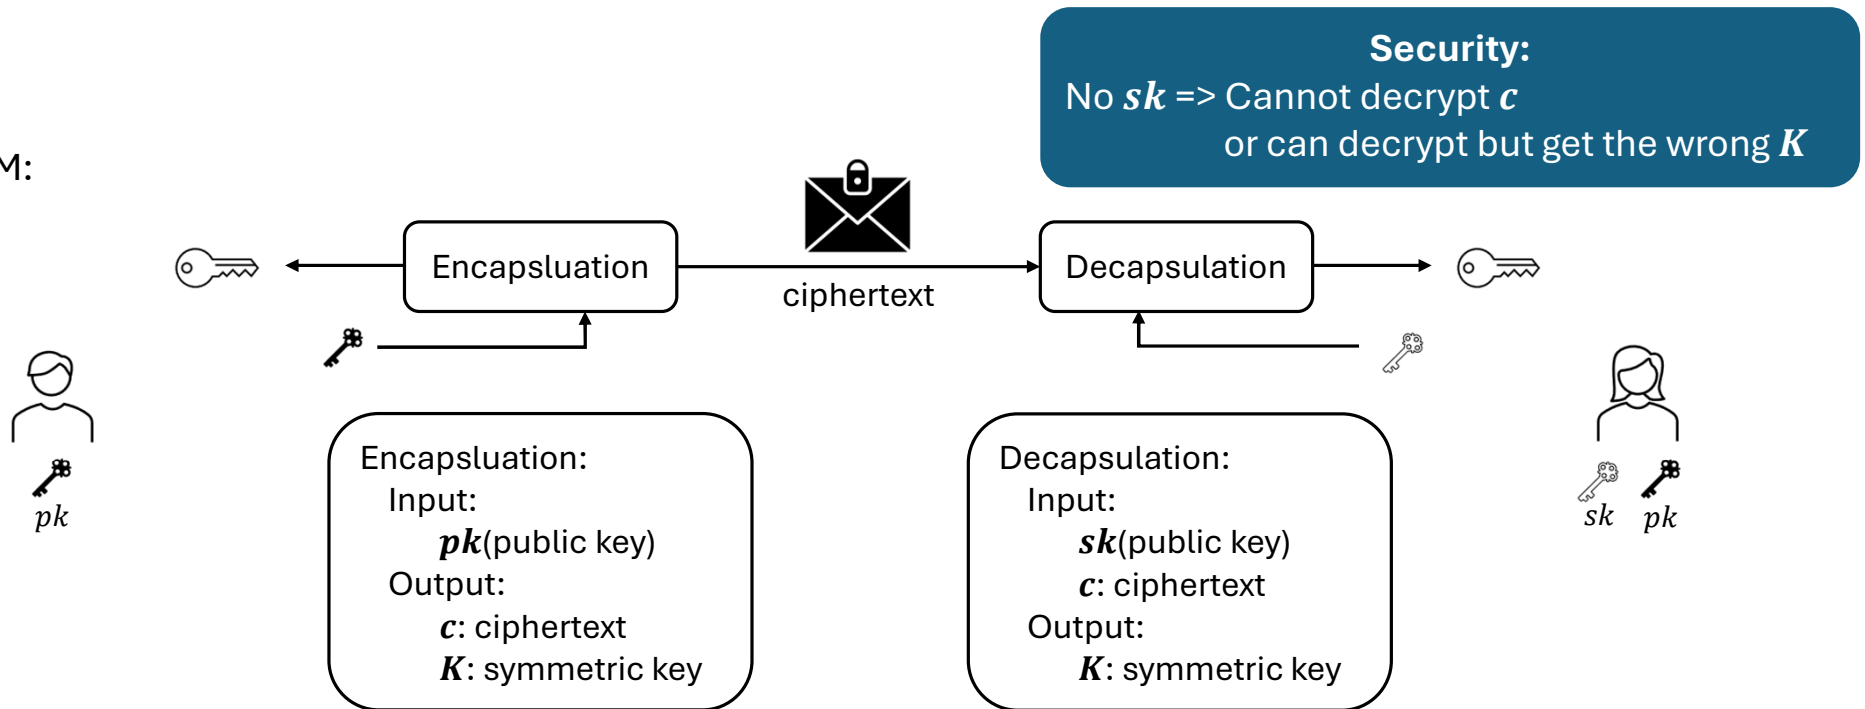 Security:
No sk => Cannot decrypt c
or can decrypt but get the wrong K
M:
Encapsluation
ciphertext
Decapsulation
pk
Encapsluation:
Input:
pk(public key)
Output:
c: ciphertext
K: symmetric key
Decapsulation:
Input:
sk(public key)
c: ciphertext
Output:
K: symmetric key
sk pk